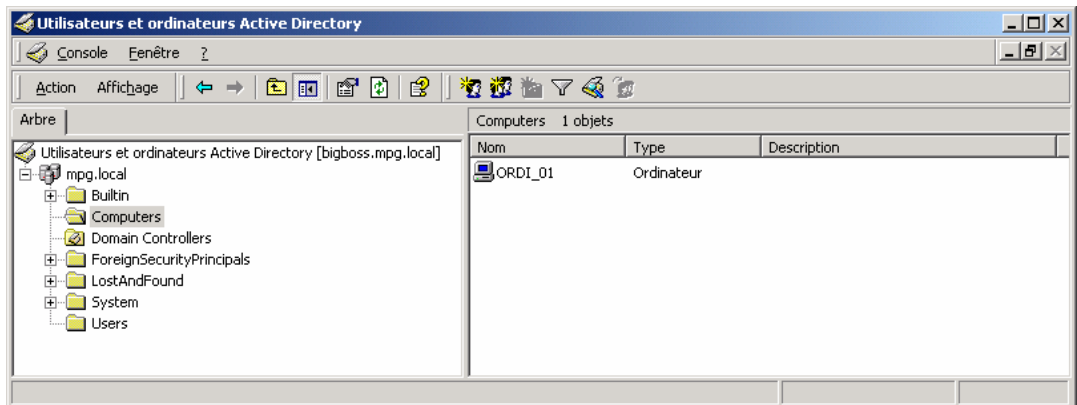 Utilisateurs et ordinateurs Active Directory
Console Fenêtre ?
Action Affichage
Arbre
Computers 1 objets
Utilisateurs et ordinateurs Active Directory [bigboss.mpg.local]
mpg.local
Builtin
Computers
Domain Controllers
ForeignSecurityPrincipals
LostAndFound
System
Users
Nom Type Description
ORDI_01 Ordinateur